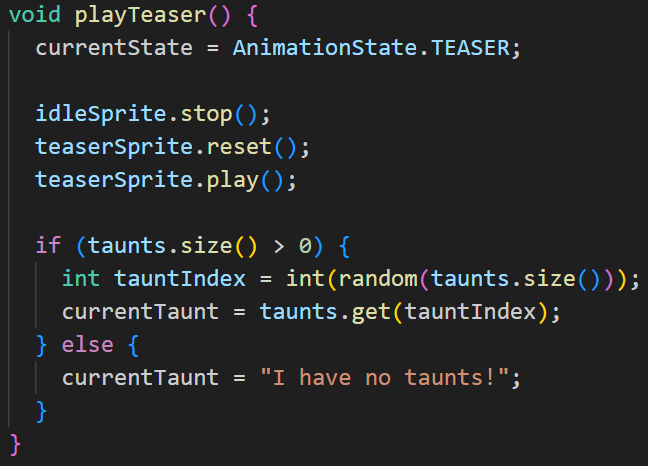 void playTeaser() {
  currentState = AnimationState.TEASER;

  idleSprite.stop();
  teaserSprite.reset();
  teaserSprite.play();

  if (taunts.size() > 0) {
    int tauntIndex = int(random(taunts.size()));
    currentTaunt = taunts.get(tauntIndex);
  } else {
    currentTaunt = "I have no taunts!";
  }
}